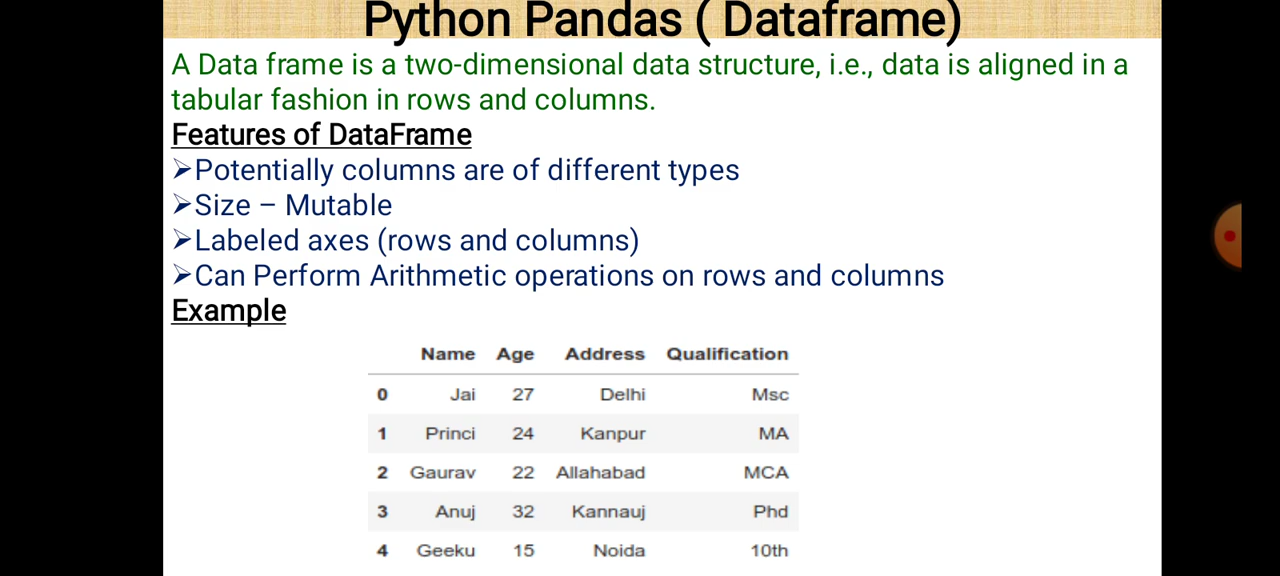 Python Pandas ( Dataframe)
A Data frame is a two-dimensional data structure, i.e., data is aligned in a
tabular fashion in rows and columns.
Features of DataFrame
➢Potentially columns are of different types
➢Size – Mutable
➢Labeled axes (rows and columns)
➢Can Perform Arithmetic operations on rows and columns
Example
Name Age Address Qualification
0 Jai 27 Delhi Msc
1 Princi 24 Kanpur MA
2 Gaurav 22 Allahabad MCA
3 Anuj 32 Kannauj Phd
4 Geeku 15 Noida 10th